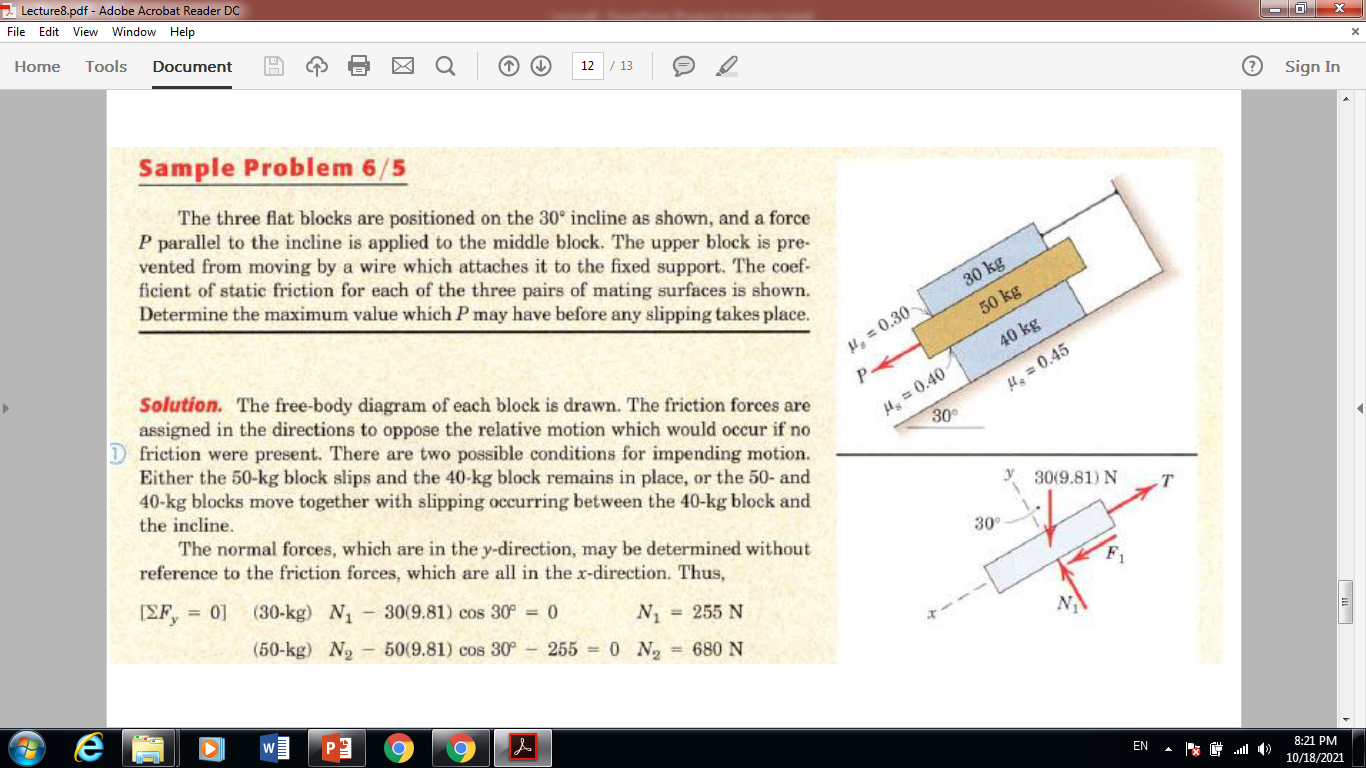 Lecture8.pdf - Adobe Acrobat Reader DC
File Edit View Window Help
Home Tools Document 12 / 13 Sign In
Sample Problem 6/5
The three flat blocks are positioned on the 30° incline as shown, and a force
P parallel to the incline is applied to the middle block. The upper block is pre-
vented from moving by a wire which attaches it to the fixed support. The coef-
ficient of static friction for each of the three pairs of mating surfaces is shown.
Determine the maximum value which P may have before any slipping takes place.
30 kg
50 kg
40 kg
μs = 0.30
P
μs = 0.40
μs = 0.45
30°
Solution. The free-body diagram of each block is drawn. The friction forces are
assigned in the directions to oppose the relative motion which would occur if no
① friction were present. There are two possible conditions for impending motion.
Either the 50-kg block slips and the 40-kg block remains in place, or the 50- and
40-kg blocks move together with slipping occurring between the 40-kg block and
the incline.
The normal forces, which are in the y-direction, may be determined without
reference to the friction forces, which are all in the x-direction. Thus,
[ΣFy = 0] (30-kg) N1 − 30(9.81) cos 30° = 0 N1 = 255 N
(50-kg) N2 − 50(9.81) cos 30° − 255 = 0 N2 = 680 N
y
30(9.81) N
T
30°
F1
x
N1
EN
8:21 PM
10/18/2021